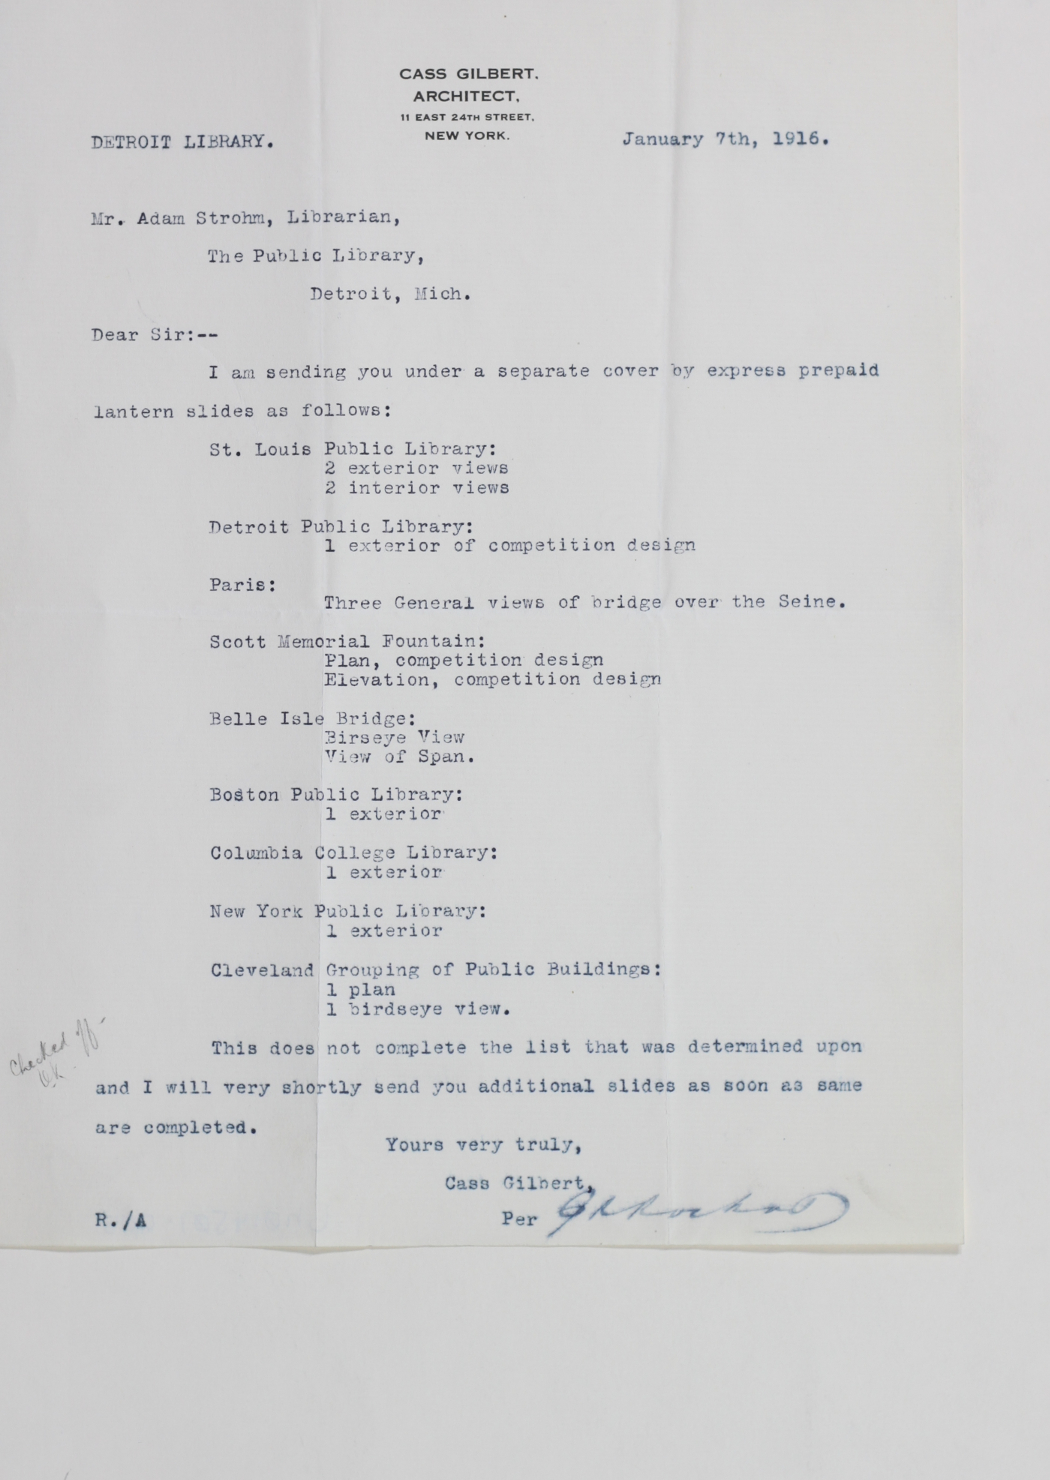 CASS GILBERT.
ARCHITECT,
11 EAST 24TH STREET,
NEW YORK.
DETROIT LIBRARY.
January 7th, 1916.
Mr. Adam Strohm, Librarian,
The Public Library,
Detroit, Mich.
Dear Sir:--
I am sending you under a separate cover by express prepaid
lantern slides as follows:
St. Louis Public Library:
2 exterior views
2 interior views
Detroit Public Library:
1 exterior of competition design
Paris:
Three General views of bridge over the Seine.
Scott Memorial Fountain:
Plan, competition design
Elevation, competition design
Belle Isle Bridge:
Birseye View
View of Span.
Boston Public Library:
1 exterior
Columbia College Library:
1 exterior
New York Public Library:
1 exterior
Cleveland Grouping of Public Buildings:
1 plan
1 birdseye view.
Checked off-
O.K.
This does not complete the list that was determined upon
and I will very shortly send you additional slides as soon as same
are completed.
Yours very truly,
Cass Gilbert,
R./A
Per